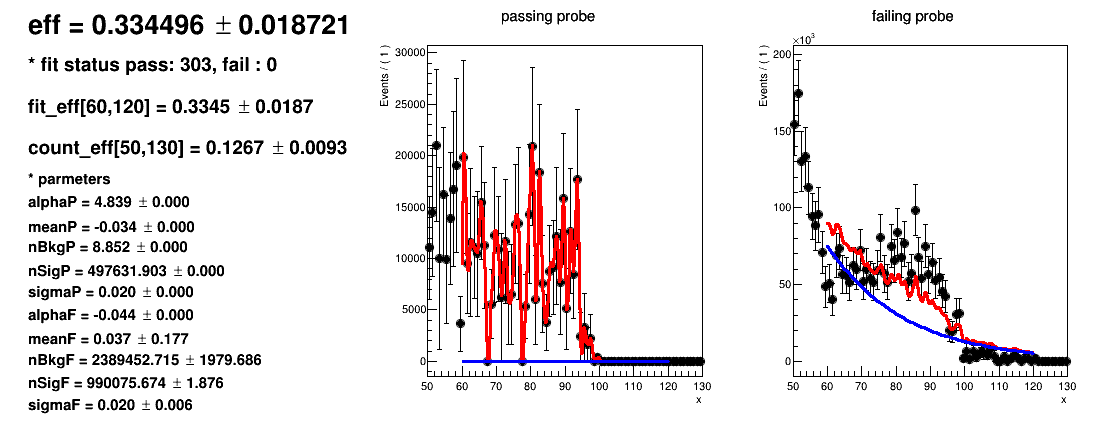 eff = 0.334496 ± 0.018721
* fit status pass: 303, fail : 0
fit_eff[60,120] = 0.3345 ± 0.0187
count_eff[50,130] = 0.1267 ± 0.0093
* parmeters
alphaP = 4.839 ± 0.000
meanP = -0.034 ± 0.000
nBkgP = 8.852 ± 0.000
nSigP = 497631.903 ± 0.000
sigmaP = 0.020 ± 0.000
alphaF = -0.044 ± 0.000
meanF = 0.037 ± 0.177
nBkgF = 2389452.715 ± 1979.686
nSigF = 990075.674 ± 1.876
sigmaF = 0.020 ± 0.006
passing probe
Events / ( 1 )
30000
25000
20000
15000
10000
5000
0
50 60 70 80 90 100 110 120 130
x
failing probe
×10³
Events / ( 1 )
200
150
100
50
0
50 60 70 80 90 100 110 120 130
x